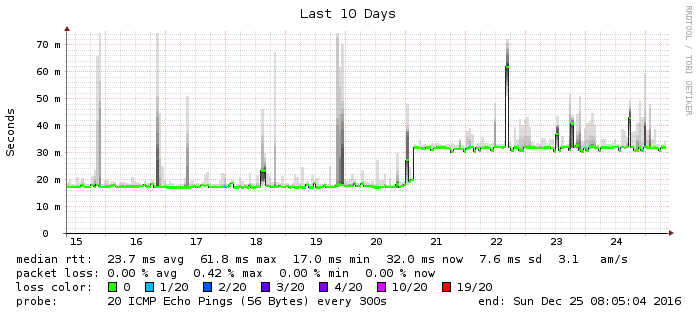 Last 10 Days
RRDTOOL / TOBI OETIKER
Seconds
70 m
60 m
50 m
40 m
30 m
20 m
10 m
0
15 16 17 18 19 20 21 22 23 24
median rtt: 23.7 ms avg 61.8 ms max 17.0 ms min 32.0 ms now 7.6 ms sd 3.1 am/s
packet loss: 0.00 % avg 0.42 % max 0.00 % min 0.00 % now
loss color: 0 1/20 2/20 3/20 4/20 10/20 19/20
probe: 20 ICMP Echo Pings (56 Bytes) every 300s end: Sun Dec 25 08:05:04 2016